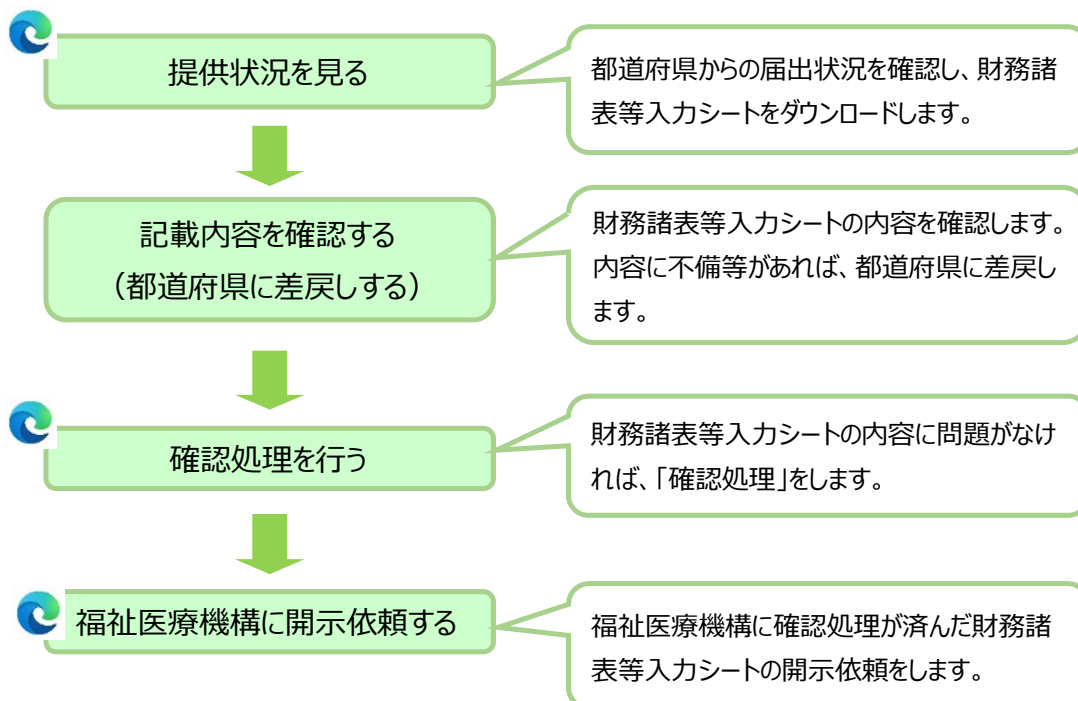 提供状況を見る
都道府県からの届出状況を確認し、財務諸
表等入力シートをダウンロードします。
記載内容を確認する
（都道府県に差戻しする）
財務諸表等入力シートの内容を確認します。
内容に不備等があれば、都道府県に差戻し
ます。
確認処理を行う
財務諸表等入力シートの内容に問題がなけ
れば、「確認処理」をします。
福祉医療機構に開示依頼する
福祉医療機構に確認処理が済んだ財務諸
表等入力シートの開示依頼をします。